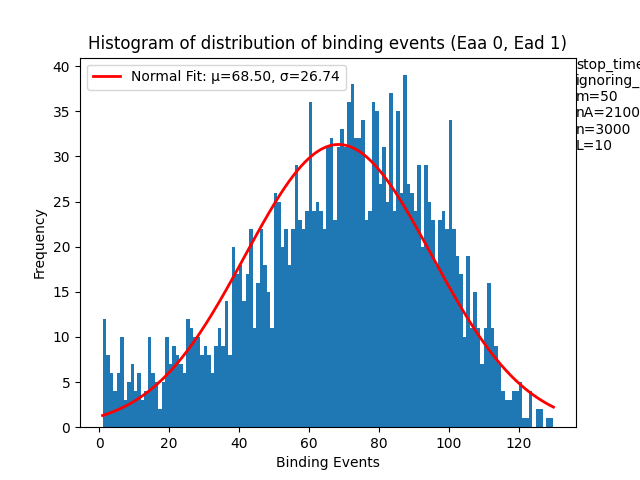 Histogram of distribution of binding events (Eaa 0, Ead 1)
Normal Fit: μ=68.50, σ=26.74
stop_time
ignoring_
m=50
nA=2100
n=3000
L=10
Frequency
40
35
30
25
20
15
10
5
0
0 20 40 60 80 100 120
Binding Events